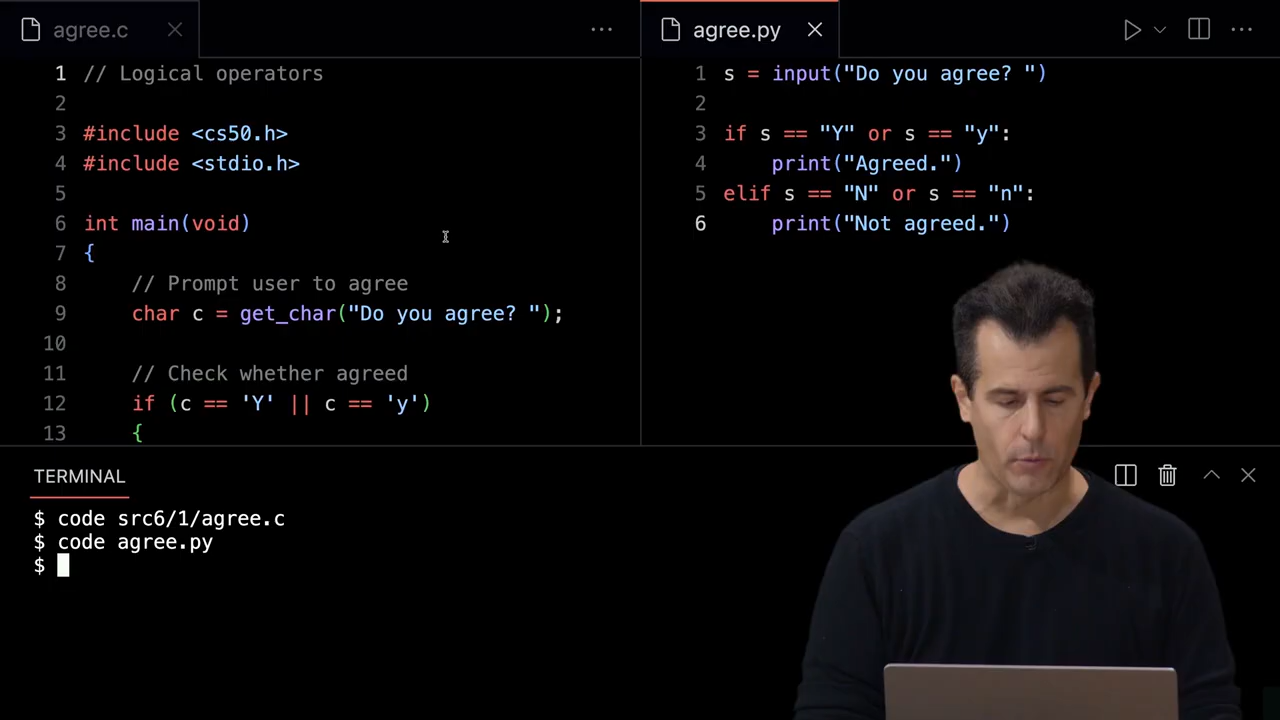 agree.c
1 // Logical operators
2
3 #include <cs50.h>
4 #include <stdio.h>
5
6 int main(void)
7 {
8     // Prompt user to agree
9     char c = get_char("Do you agree? ");
10
11     // Check whether agreed
12     if (c == 'Y' || c == 'y')
13     {
agree.py
1 s = input("Do you agree? ")
2
3 if s == "Y" or s == "y":
4     print("Agreed.")
5 elif s == "N" or s == "n":
6     print("Not agreed.")
TERMINAL
$ code src6/1/agree.c
$ code agree.py
$